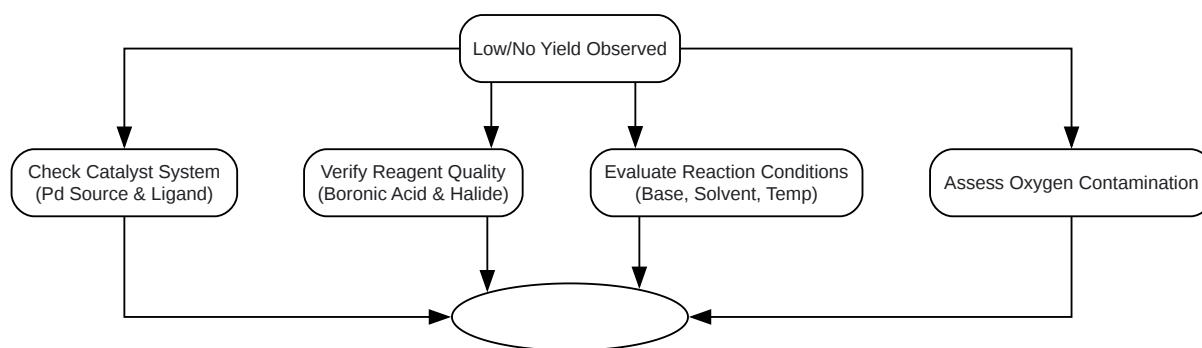 Low/No Yield Observed
Check Catalyst System
(Pd Source & Ligand)
Verify Reagent Quality
(Boronic Acid & Halide)
Evaluate Reaction Conditions
(Base, Solvent, Temp)
Assess Oxygen Contamination